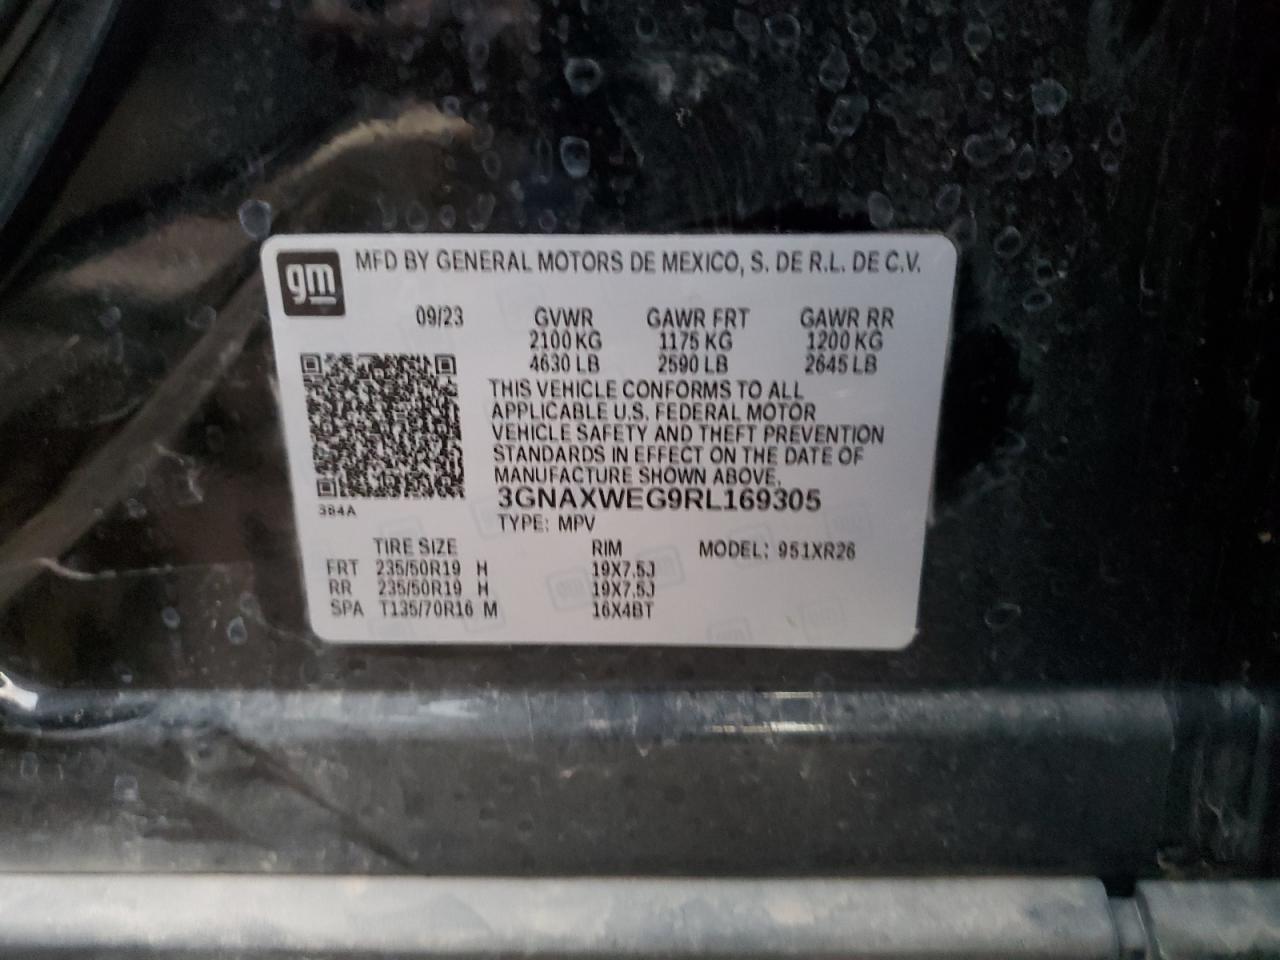 gm MFD BY GENERAL MOTORS DE MEXICO, S. DE R.L. DE C.V.
09/23 GVWR GAWR FRT GAWR RR
2100 KG 1175 KG 1200 KG
4630 LB 2590 LB 2645 LB
THIS VEHICLE CONFORMS TO ALL
APPLICABLE U.S. FEDERAL MOTOR
VEHICLE SAFETY AND THEFT PREVENTION
STANDARDS IN EFFECT ON THE DATE OF
MANUFACTURE SHOWN ABOVE.
3GNAXWEG9RL169305
394A
TYPE: MPV
TIRE SIZE RIM MODEL: 951XR26
FRT 235/50R19 H 19X7.5J
RR 235/50R19 H 19X7.5J
SPA T135/70R16 M 16X4BT